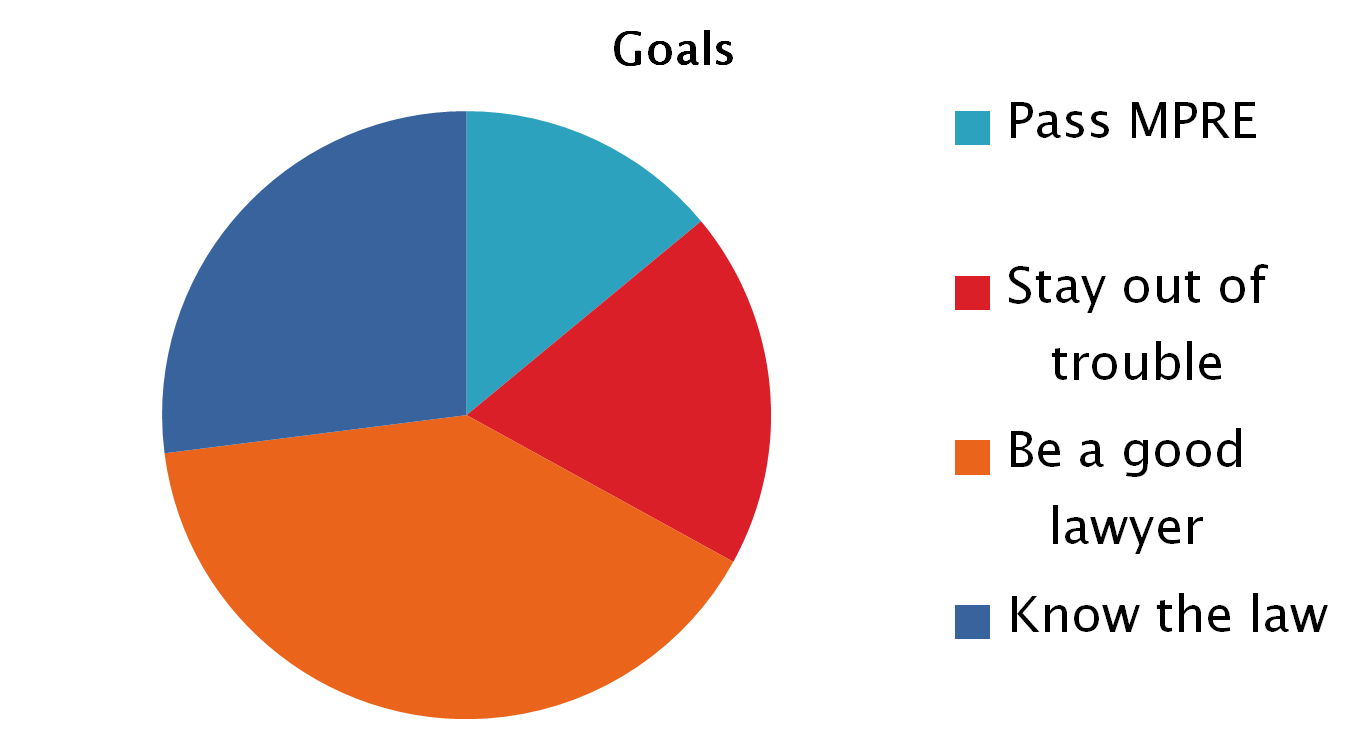 Goals
Pass MPRE
Stay out of
trouble
Be a good
lawyer
Know the law